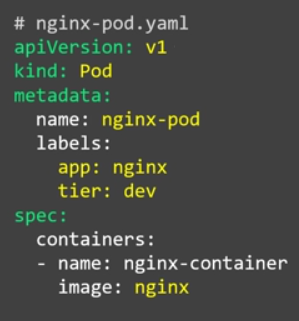 # nginx-pod.yaml
apiVersion: v1
kind: Pod
metadata:
  name: nginx-pod
  labels:
    app: nginx
    tier: dev
spec:
  containers:
  - name: nginx-container
    image: nginx